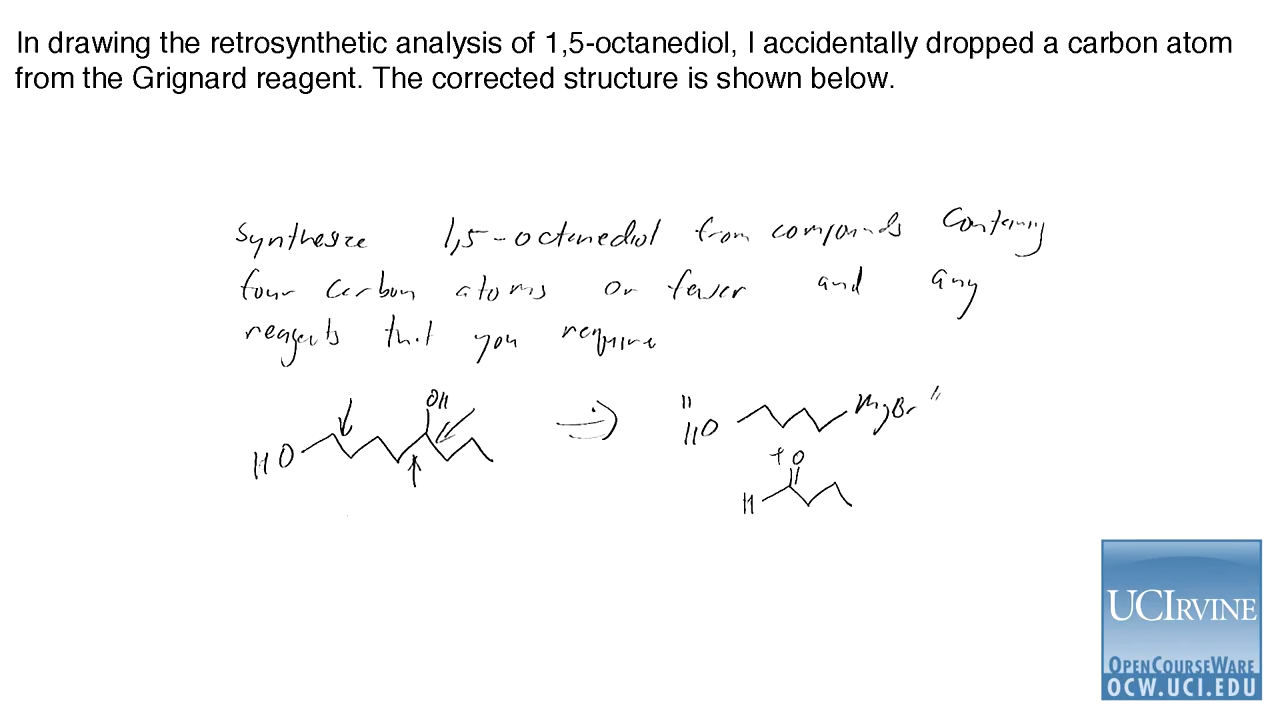 In drawing the retrosynthetic analysis of 1,5-octanediol, I accidentally dropped a carbon atom
from the Grignard reagent. The corrected structure is shown below.
Synthesize 1,5-octanediol from compounds containing
four carbon atoms or fewer and any
reagents that you require
OH
HO
" HO MgBr "
+ O
H
UCIRVINE
OPENCOURSEWARE
OCW.UCI.EDU